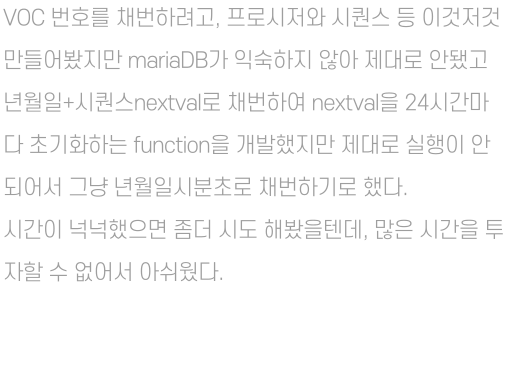 VOC 번호를 채번하려고, 프로시저와 시퀀스 등 이것저것
만들어봤지만 mariaDB가 익숙하지 않아 제대로 안됐고
년월일+시퀀스nextval로 채번하여 nextval을 24시간마
다 초기화하는 function을 개발했지만 제대로 실행이 안
되어서 그냥 년월일시분초로 채번하기로 했다.
시간이 넉넉했으면 좀더 시도 해봤을텐데, 많은 시간을 투
자할 수 없어서 아쉬웠다.